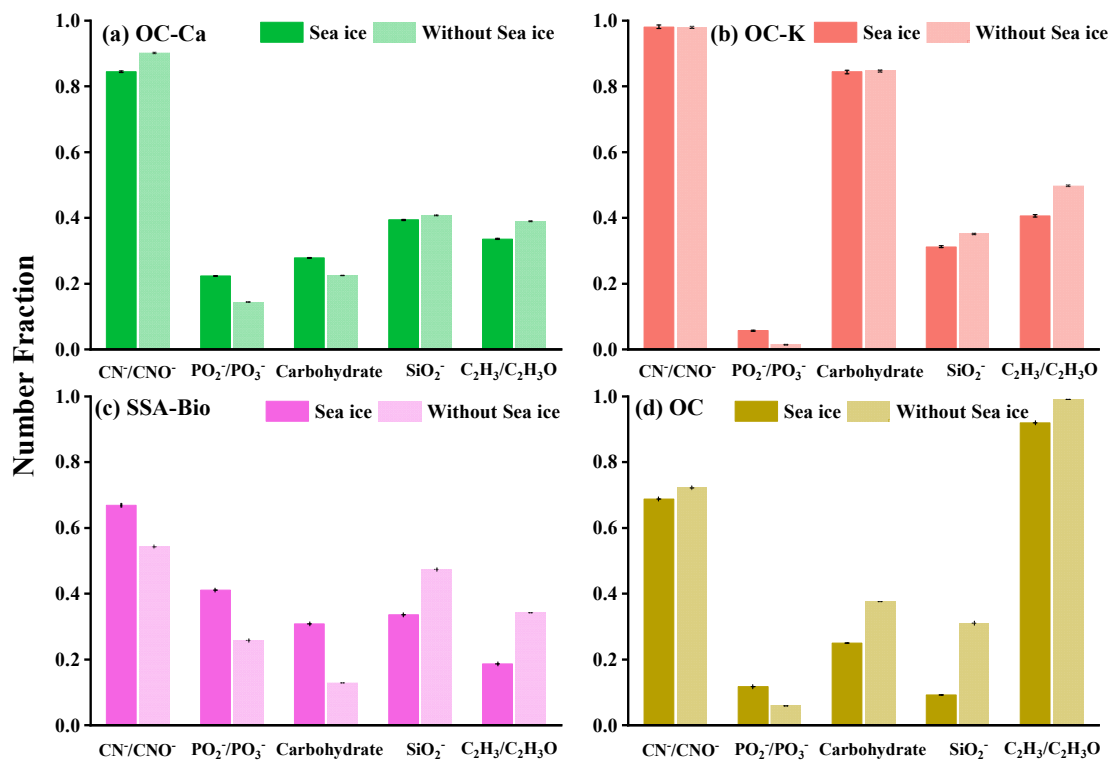 Number Fraction
(a) OC-Ca
Sea ice
Without Sea ice
1.0
0.8
0.6
0.4
0.2
0.0
CN⁻/CNO⁻ PO₂⁻/PO₃⁻ Carbohydrate SiO₂⁻ C₂H₃/C₂H₃O
(b) OC-K
Sea ice
Without Sea ice
1.0
0.8
0.6
0.4
0.2
0.0
CN⁻/CNO⁻ PO₂⁻/PO₃⁻ Carbohydrate SiO₂⁻ C₂H₃/C₂H₃O
(c) SSA-Bio
Sea ice
Without Sea ice
1.0
0.8
0.6
0.4
0.2
0.0
CN⁻/CNO⁻ PO₂⁻/PO₃⁻ Carbohydrate SiO₂⁻ C₂H₃/C₂H₃O
(d) OC
Sea ice
Without Sea ice
1.0
0.8
0.6
0.4
0.2
0.0
CN⁻/CNO⁻ PO₂⁻/PO₃⁻ Carbohydrate SiO₂⁻ C₂H₃/C₂H₃O